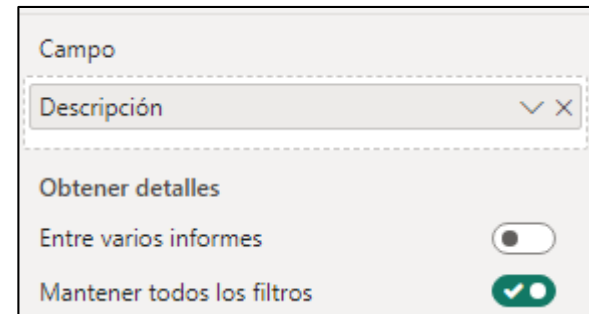 Campo
Descripción
Obtener detalles
Entre varios informes
Mantener todos los filtros